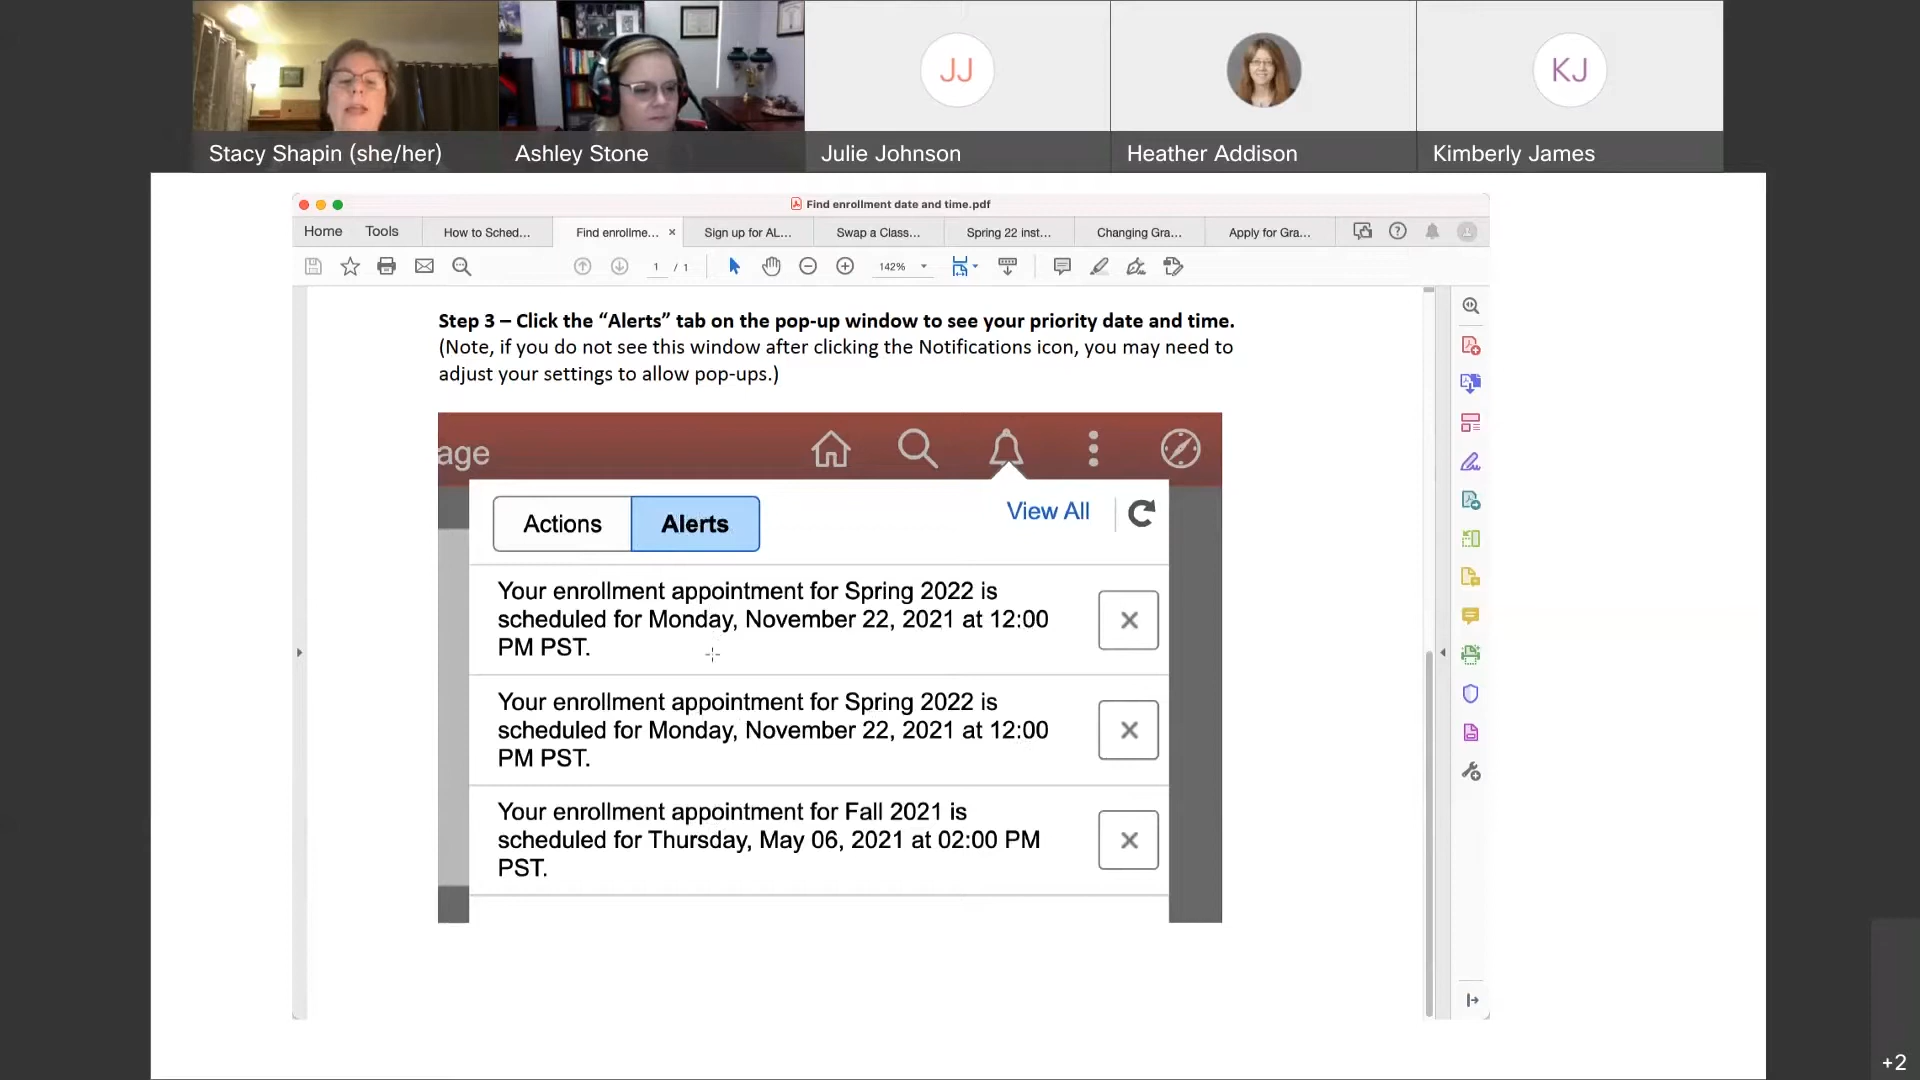 JJ
KJ
Stacy Shapin (she/her)
Ashley Stone
Julie Johnson
Heather Addison
Kimberly James
Find enrollment date and time.pdf
Home
Tools
How to Sched...
Find enrollme...
Sign up for AL...
Swap a Class...
Spring 22 inst...
Changing Gra...
Apply for Gra...
1 / 1
142%
Step 3 – Click the “Alerts” tab on the pop-up window to see your priority date and time.
(Note, if you do not see this window after clicking the Notifications icon, you may need to
adjust your settings to allow pop-ups.)
age
Actions
Alerts
View All
Your enrollment appointment for Spring 2022 is
scheduled for Monday, November 22, 2021 at 12:00
PM PST.
Your enrollment appointment for Spring 2022 is
scheduled for Monday, November 22, 2021 at 12:00
PM PST.
Your enrollment appointment for Fall 2021 is
scheduled for Thursday, May 06, 2021 at 02:00 PM
PST.
+2